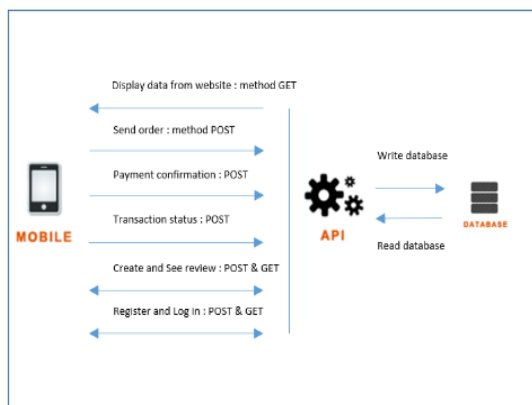 Display data from website : method GET
Send order : method POST
Payment confirmation : POST
Transaction status : POST
Create and See review : POST & GET
Register and Log in : POST & GET
MOBILE
API
Write database
Read database
DATABASE